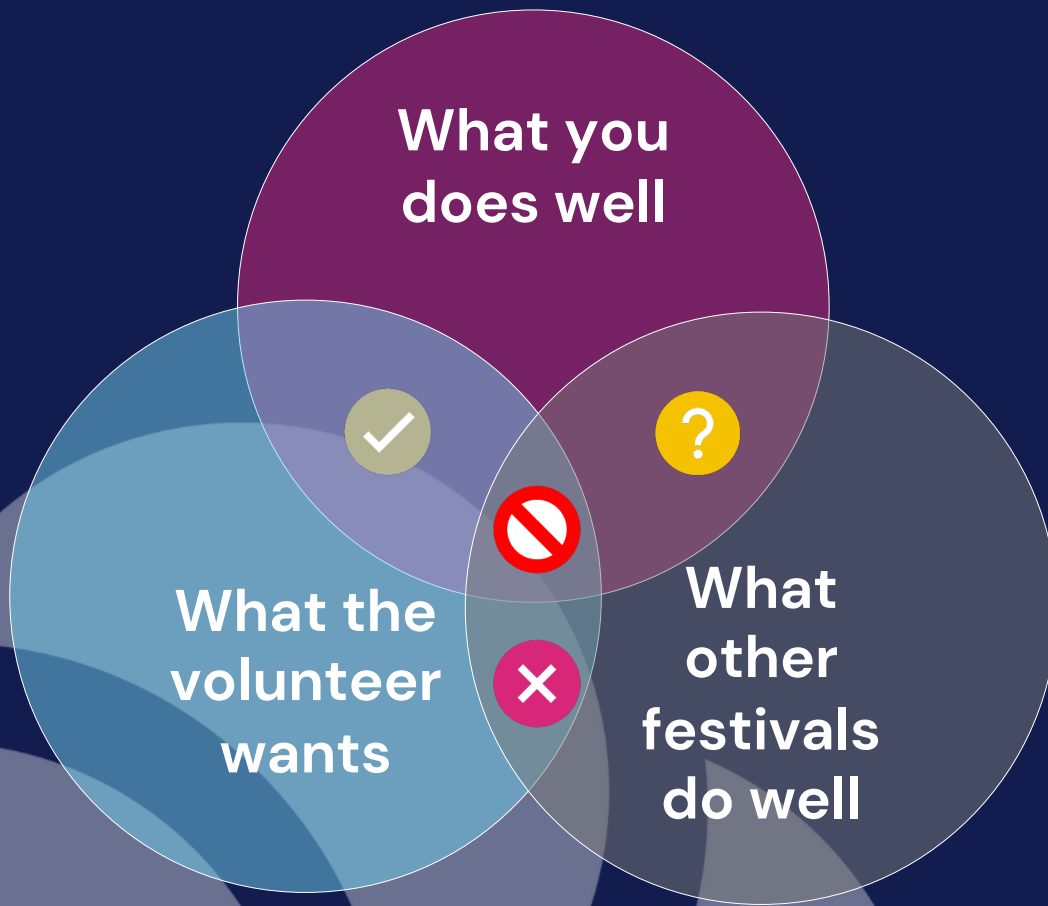 What you
does well
What the
volunteer
wants
What
other
festivals
do well
?